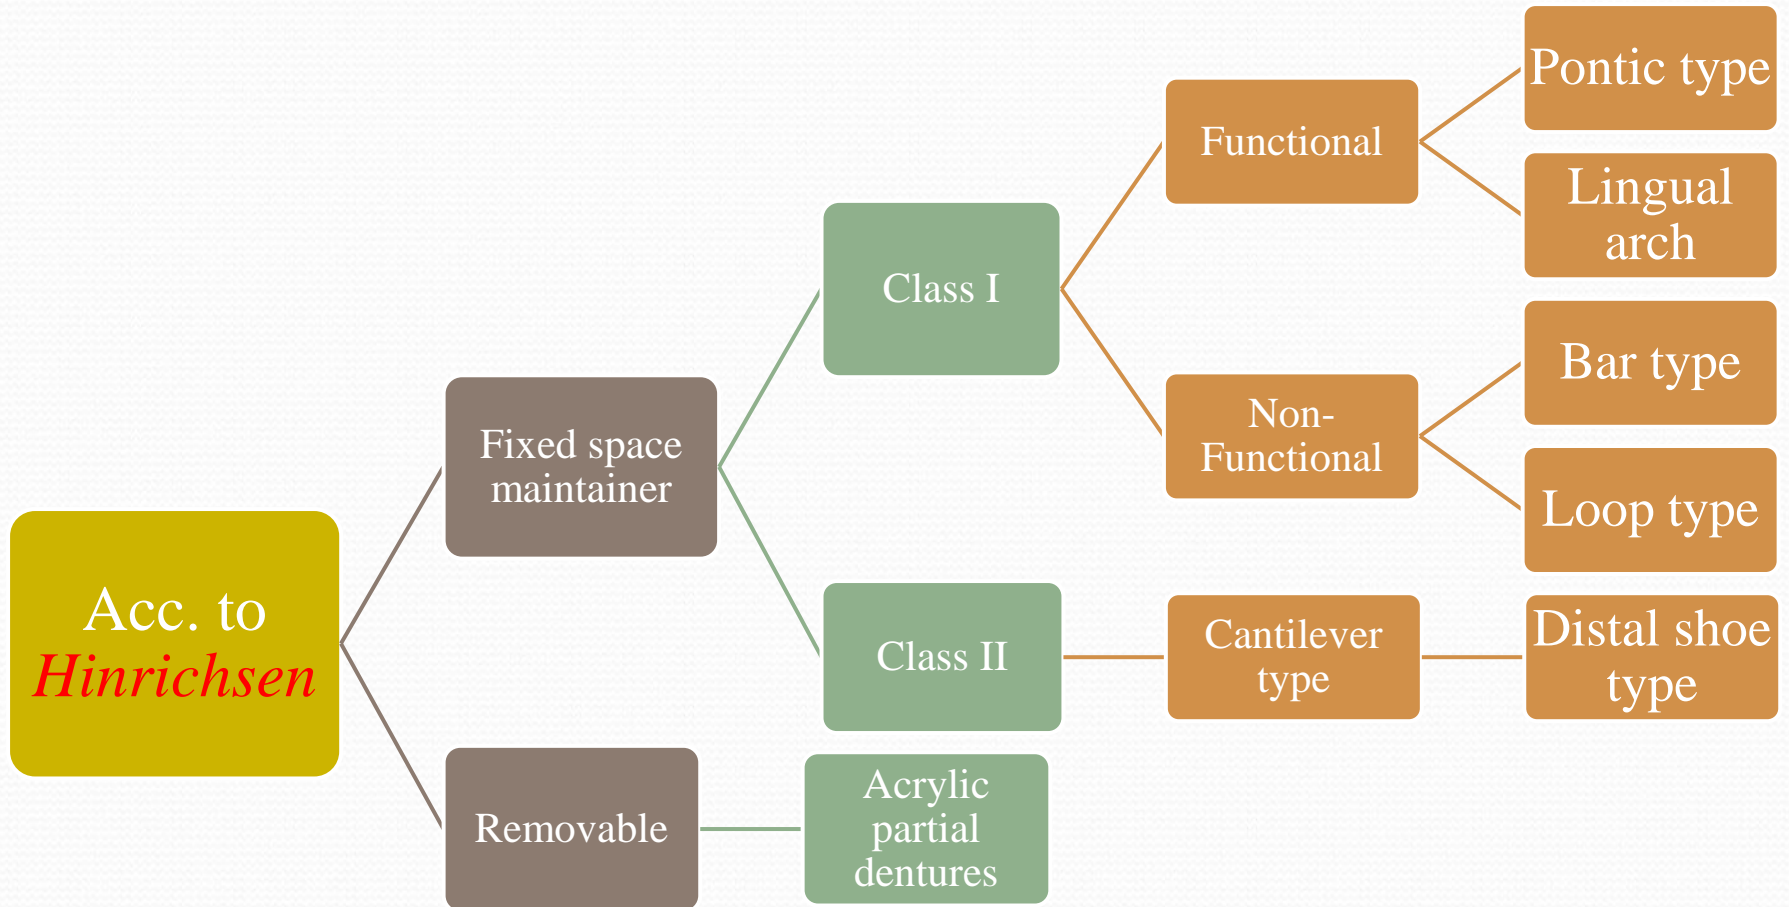 Acc. to
Hinrichsen
Fixed space
maintainer
Class I
Functional
Pontic type
Lingual
arch
Non-
Functional
Bar type
Loop type
Class II
Cantilever
type
Distal shoe
type
Removable
Acrylic
partial
dentures